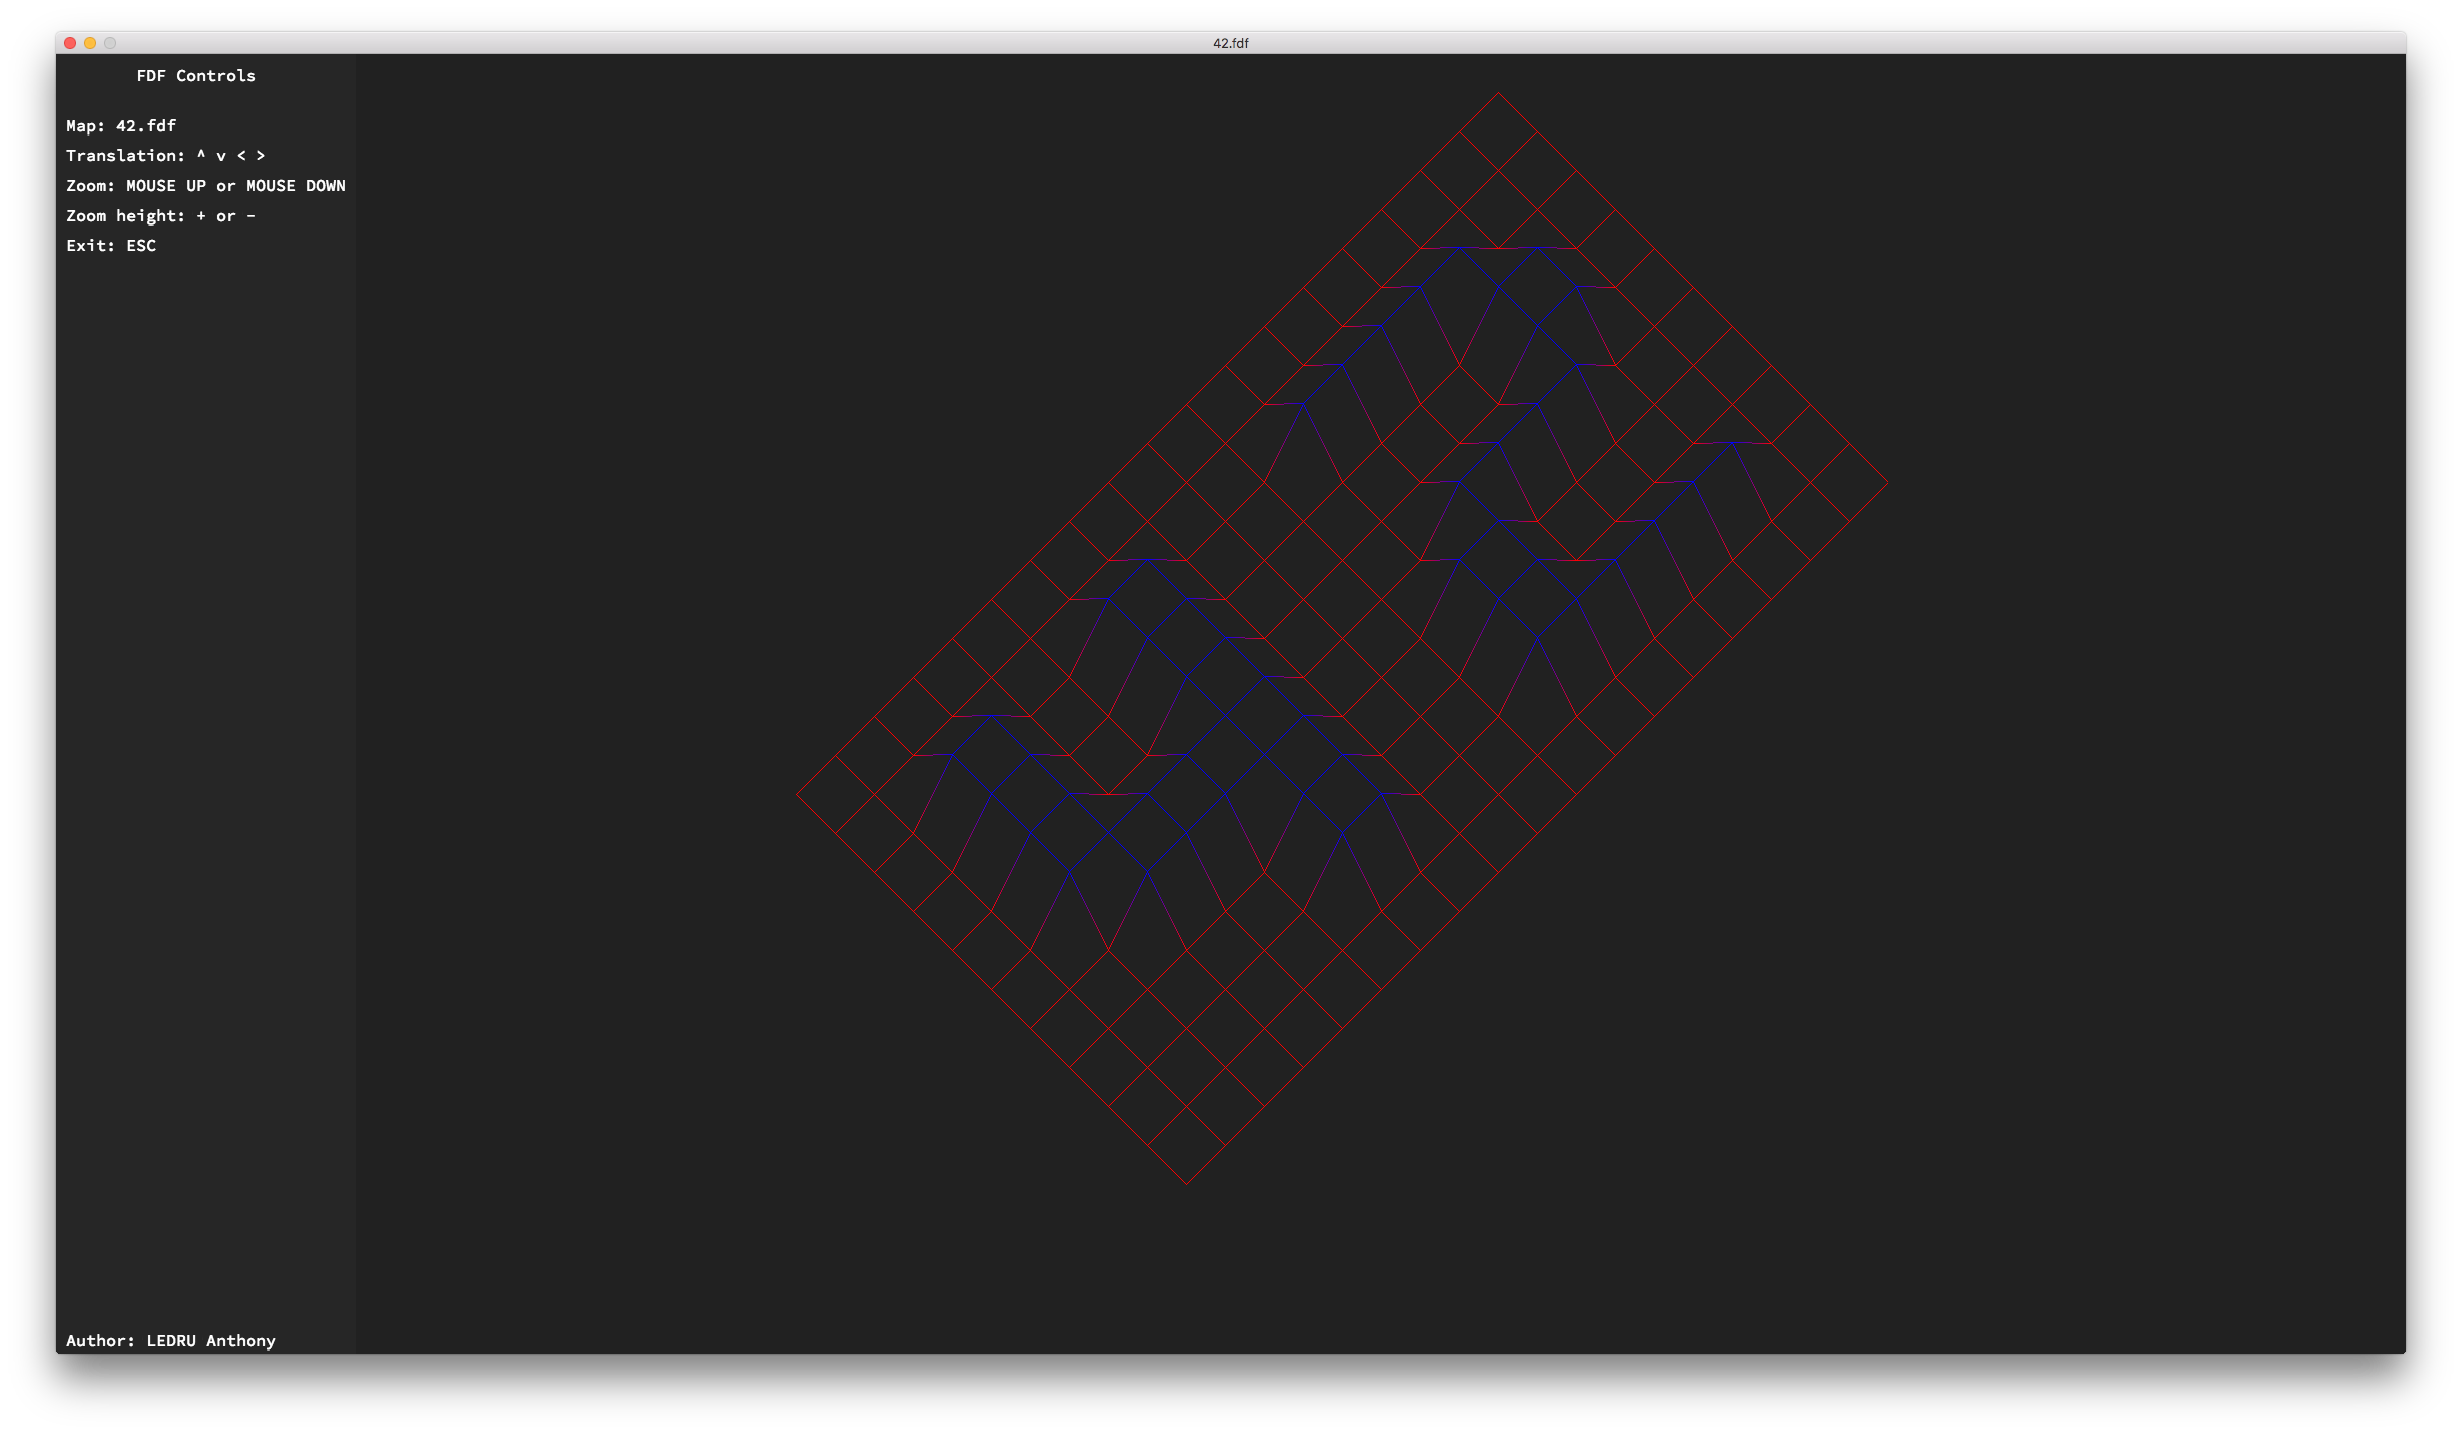 42.fdf
FDF Controls
Map: 42.fdf
Translation: ^ v < >
Zoom: MOUSE UP or MOUSE DOWN
Zoom height: + or -
Exit: ESC
Author: LEDRU Anthony